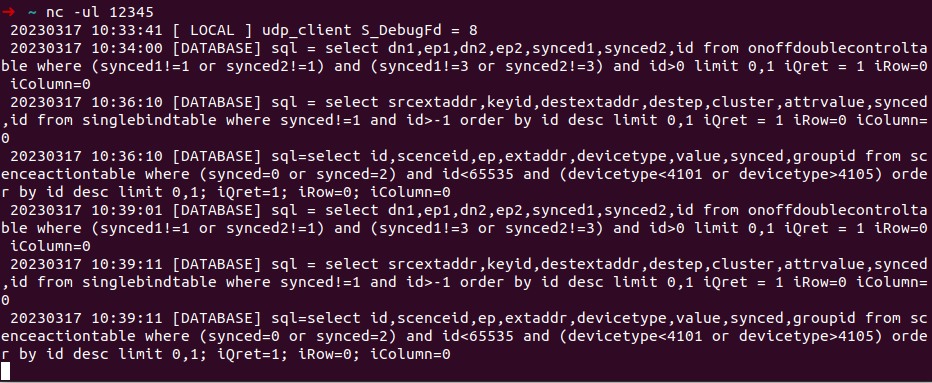 ➜ ~ nc -ul 12345
20230317 10:33:41 [ LOCAL ] udp_client S_DebugFd = 8
20230317 10:34:00 [DATABASE] sql = select dn1,ep1,dn2,ep2,synced1,synced2,id from onoffdoublecontrolta
ble where (synced1!=1 or synced2!=1) and (synced1!=3 or synced2!=3) and id>0 limit 0,1 iQret = 1 iRow=0
iColumn=0
20230317 10:36:10 [DATABASE] sql = select srcextaddr,keyid,destextaddr,destep,cluster,attrvalue,synced
,id from singlebindtable where synced!=1 and id>-1 order by id desc limit 0,1 iQret = 1 iRow=0 iColumn=
0
20230317 10:36:10 [DATABASE] sql=select id,scenceid,ep,extaddr,devicetype,value,synced,groupid from sc
enceactiontable where (synced=0 or synced=2) and id<65535 and (devicetype<4101 or devicetype>4105) orde
r by id desc limit 0,1; iQret=1; iRow=0; iColumn=0
20230317 10:39:01 [DATABASE] sql = select dn1,ep1,dn2,ep2,synced1,synced2,id from onoffdoublecontrolta
ble where (synced1!=1 or synced2!=1) and (synced1!=3 or synced2!=3) and id>0 limit 0,1 iQret = 1 iRow=0
iColumn=0
20230317 10:39:11 [DATABASE] sql = select srcextaddr,keyid,destextaddr,destep,cluster,attrvalue,synced
,id from singlebindtable where synced!=1 and id>-1 order by id desc limit 0,1 iQret = 1 iRow=0 iColumn=
0
20230317 10:39:11 [DATABASE] sql=select id,scenceid,ep,extaddr,devicetype,value,synced,groupid from sc
enceactiontable where (synced=0 or synced=2) and id<65535 and (devicetype<4101 or devicetype>4105) orde
r by id desc limit 0,1; iQret=1; iRow=0; iColumn=0